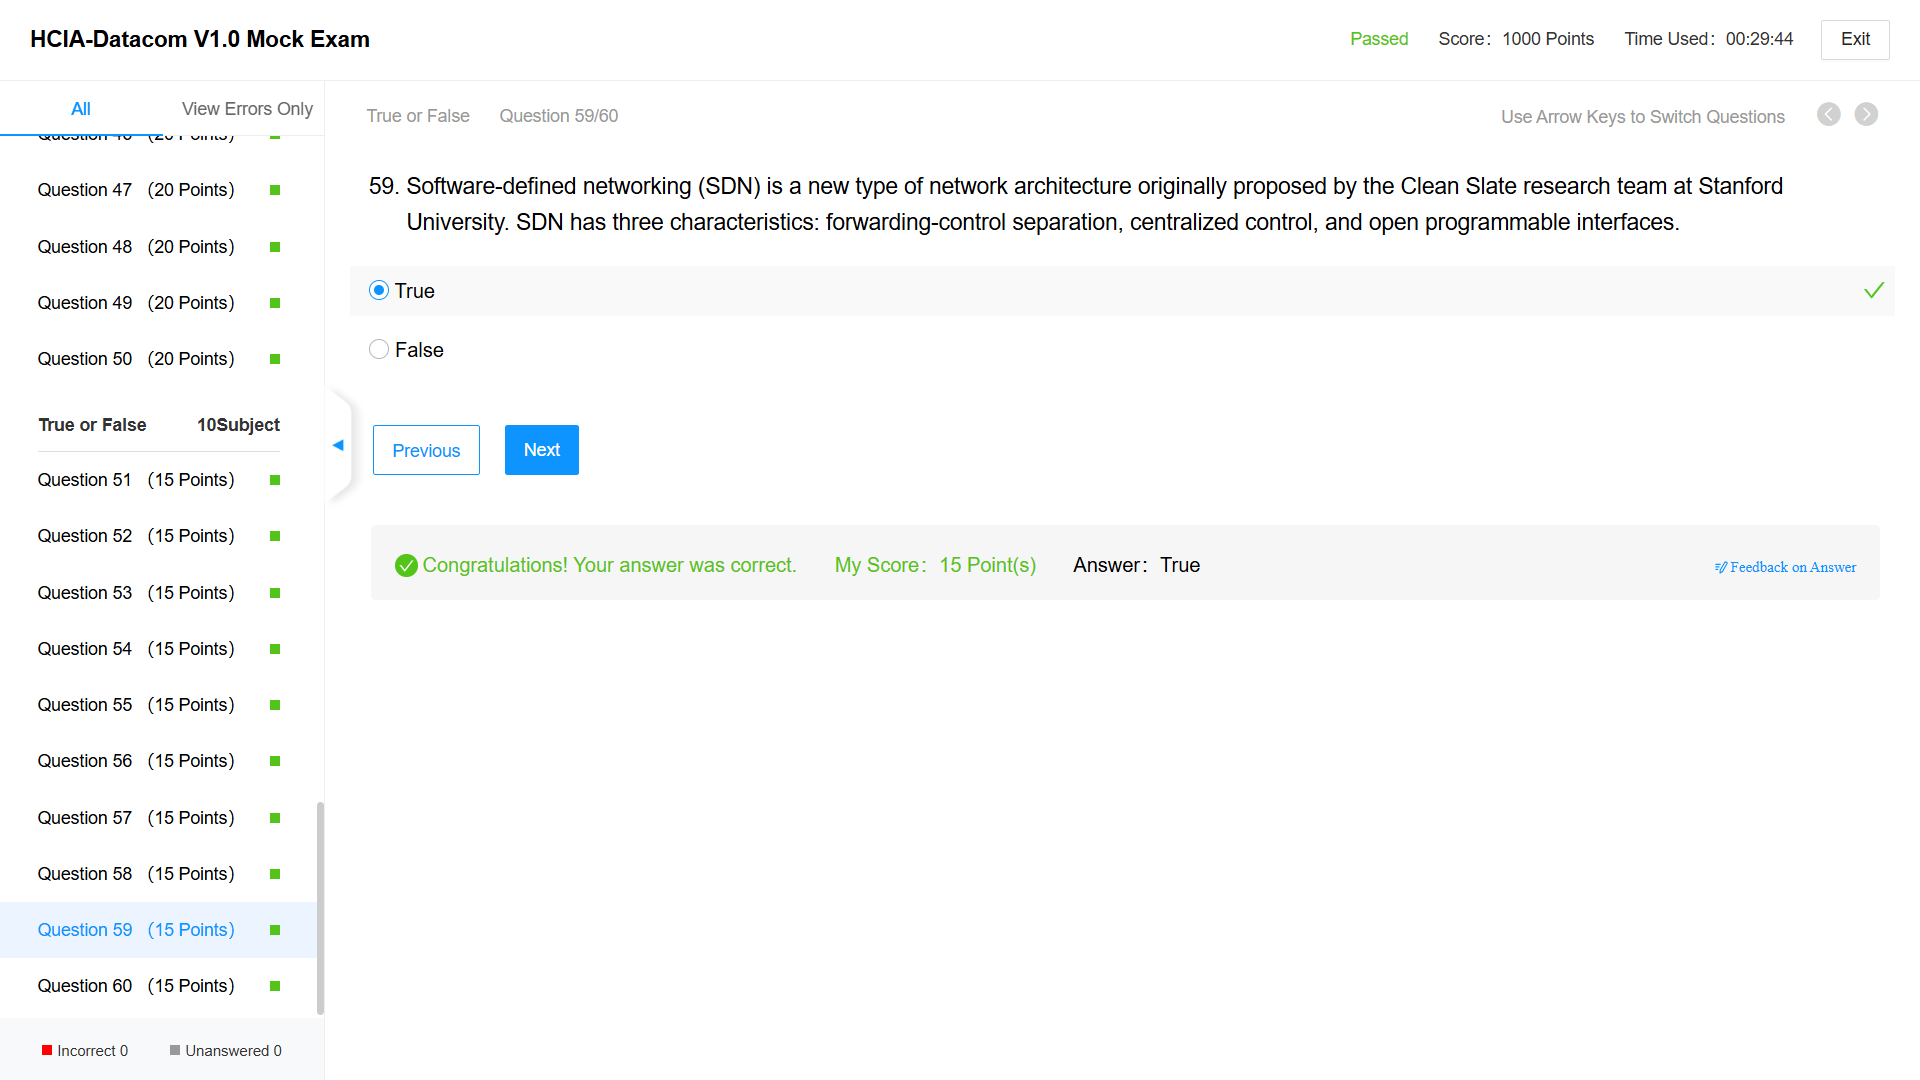 HCIA-Datacom V1.0 Mock Exam
Passed Score： 1000 Points Time Used： 00:29:44 Exit
All View Errors Only
True or False Question 59/60 Use Arrow Keys to Switch Questions
Question 46 (20 Points)
Question 47 (20 Points)
Question 48 (20 Points)
Question 49 (20 Points)
Question 50 (20 Points)
True or False 10Subject
Question 51 (15 Points)
Question 52 (15 Points)
Question 53 (15 Points)
Question 54 (15 Points)
Question 55 (15 Points)
Question 56 (15 Points)
Question 57 (15 Points)
Question 58 (15 Points)
Question 59 (15 Points)
Question 60 (15 Points)
Incorrect 0 Unanswered 0
59. Software-defined networking (SDN) is a new type of network architecture originally proposed by the Clean Slate research team at Stanford
University. SDN has three characteristics: forwarding-control separation, centralized control, and open programmable interfaces.
True
False
Previous Next
Congratulations! Your answer was correct. My Score： 15 Point(s) Answer： True Feedback on Answer